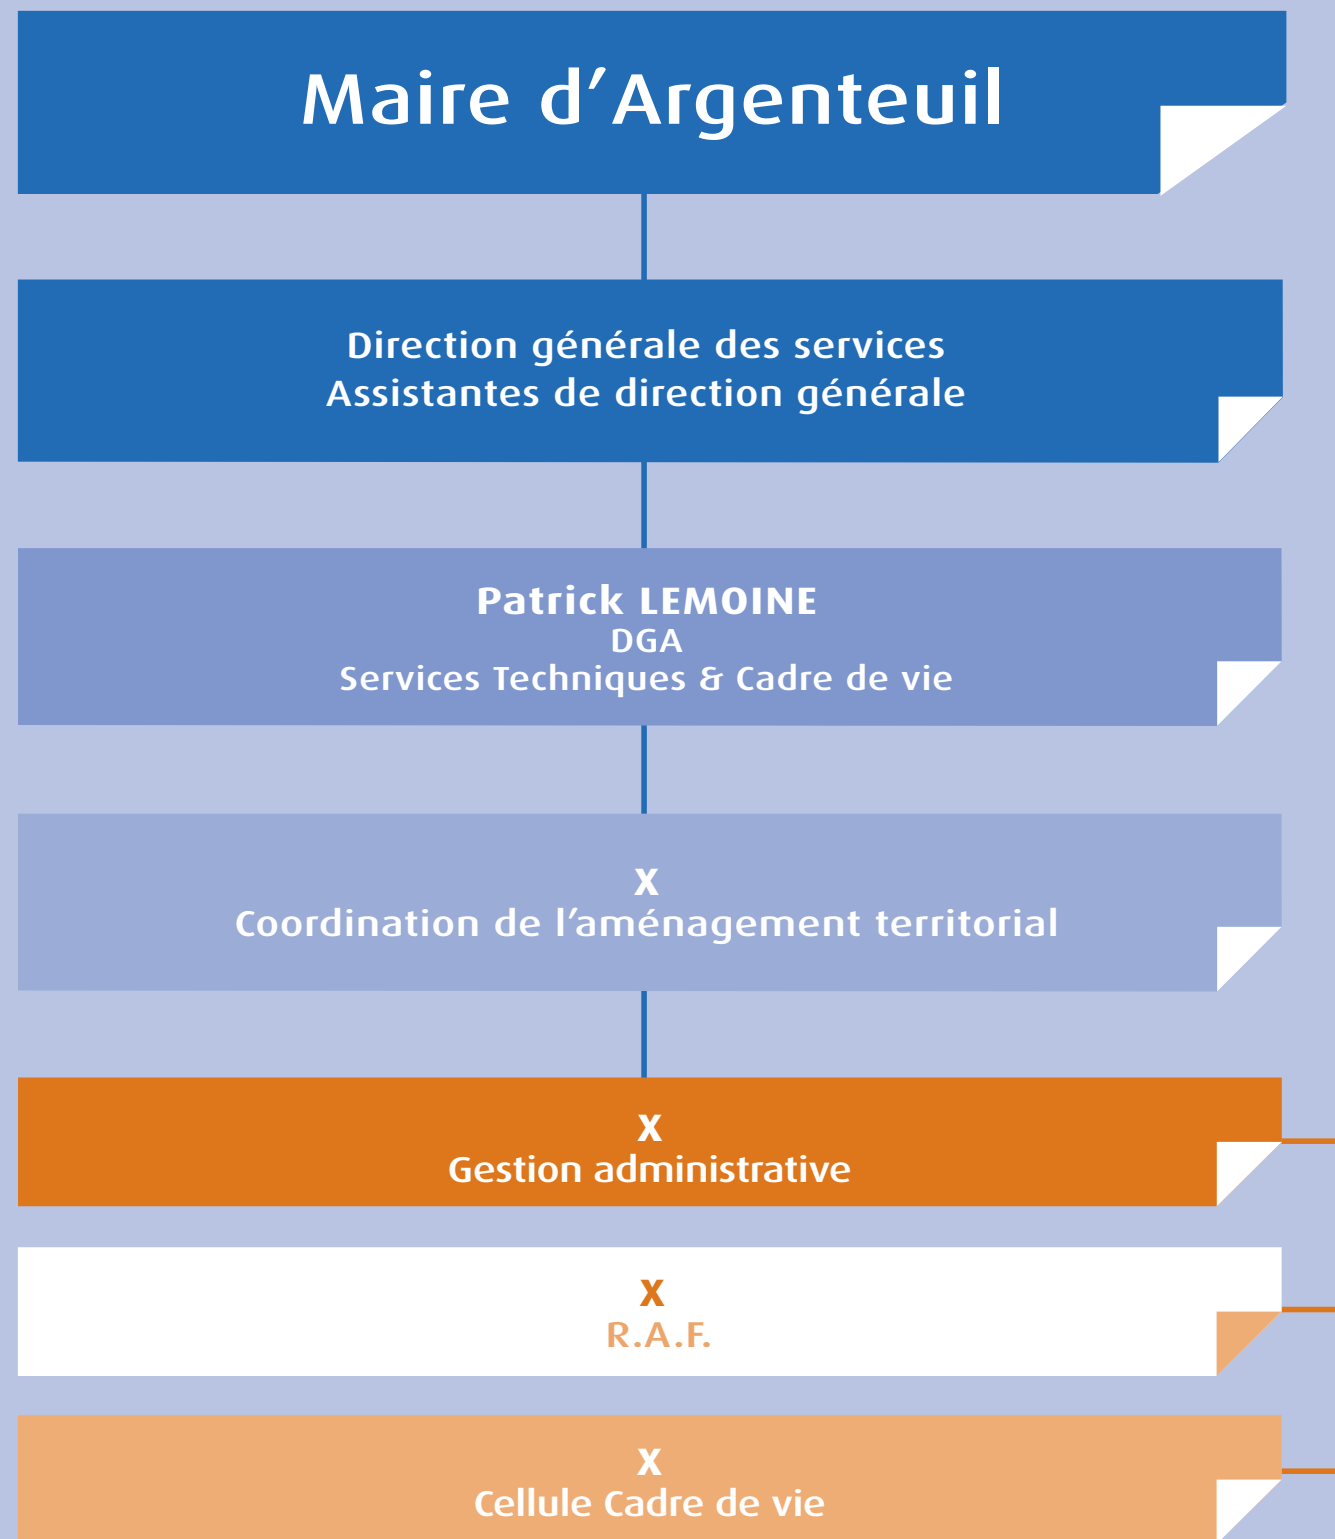 Maire d’Argenteuil
Direction générale des services
Assistantes de direction générale
Patrick LEMOINE
DGA
Services Techniques & Cadre de vie
X
Coordination de l’aménagement territorial
X
Gestion administrative
X
R.A.F.
X
Cellule Cadre de vie